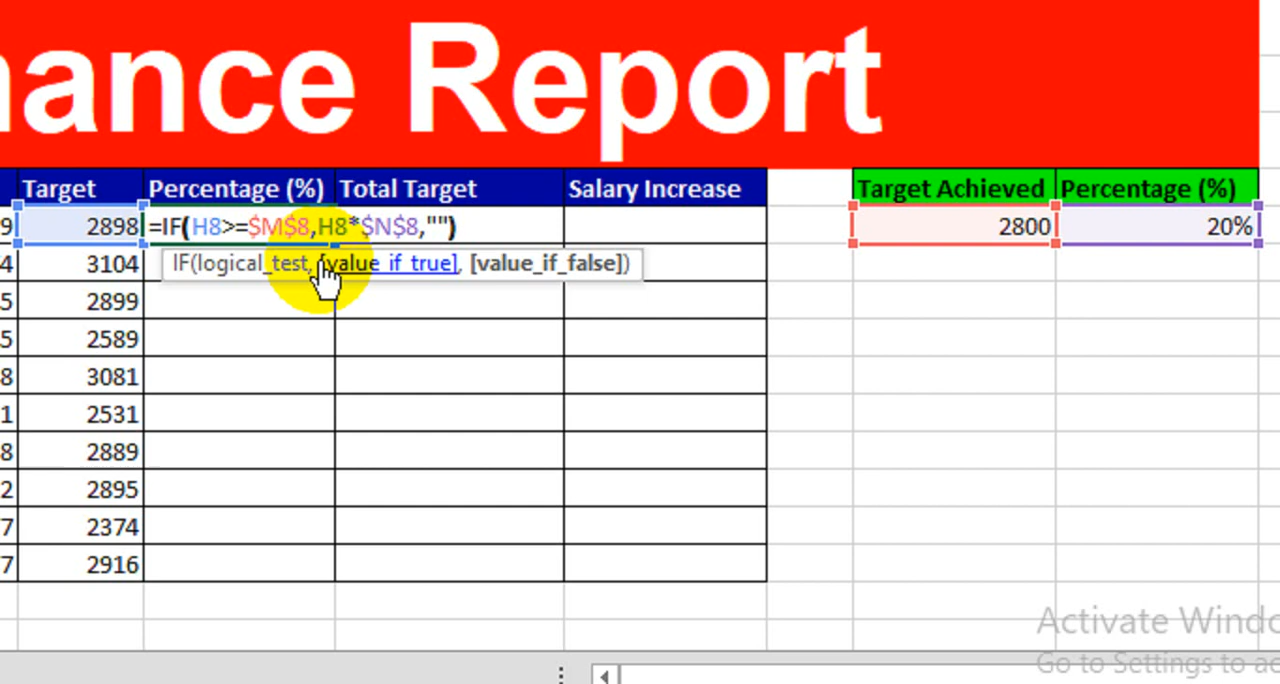 nance Report
Target Percentage (%) Total Target Salary Increase Target Achieved Percentage (%)
9 2898 =IF(H8>=$M$8,H8*$N$8,"") 2800 20%
4 3104 IF(logical_test, [value_if_true], [value_if_false])
5 2899
5 2589
8 3081
1 2531
8 2889
2 2895
7 2374
7 2916
Activate Windo
Go to Settings to ac